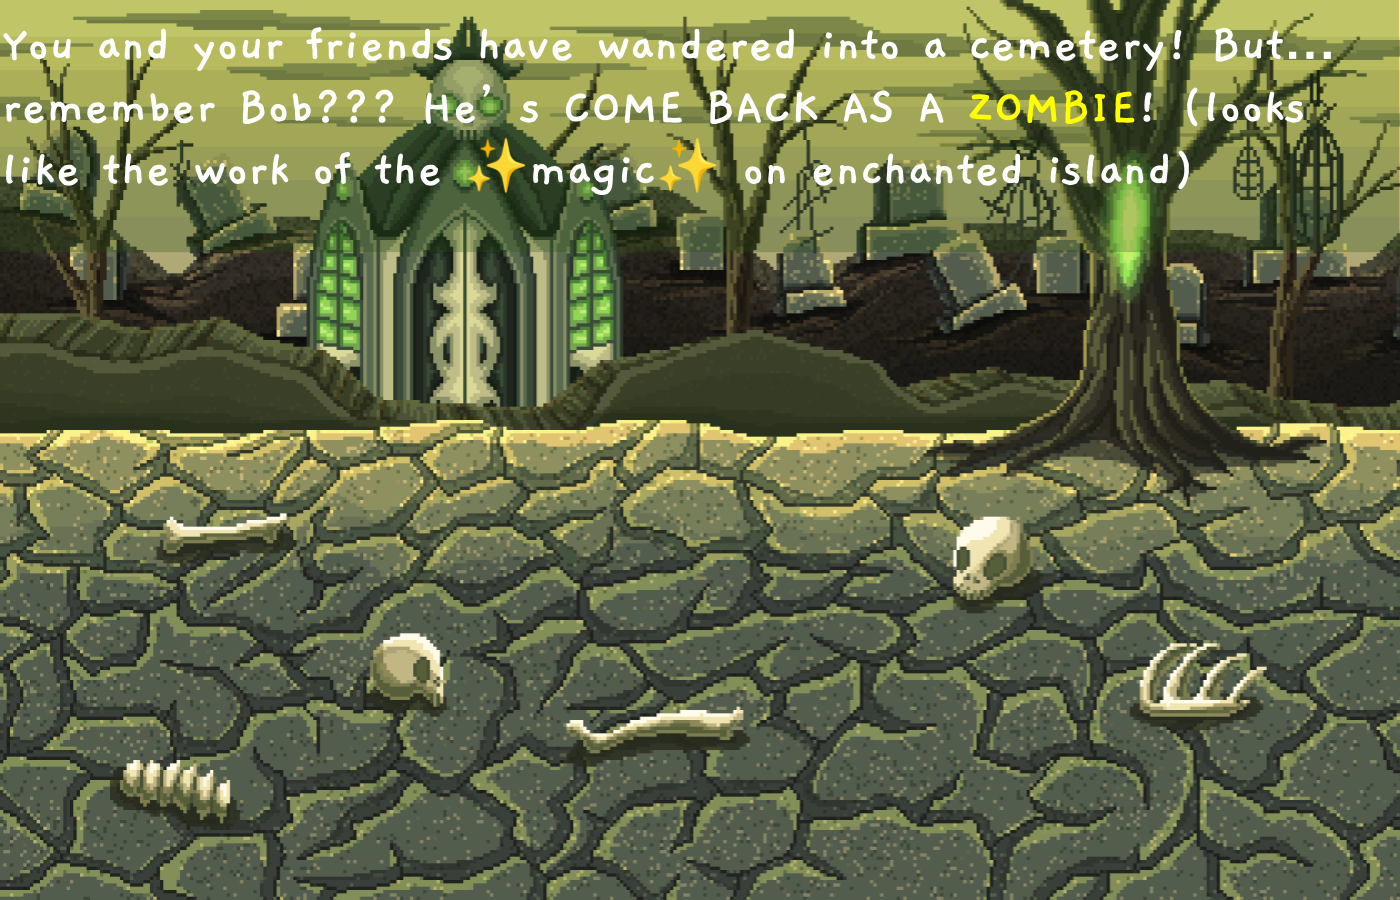 You and your friends have wandered into a cemetery! But...
remember Bob??? He's COME BACK AS A ZOMBIE! (looks
like the work of the ✨magic✨ on enchanted island)